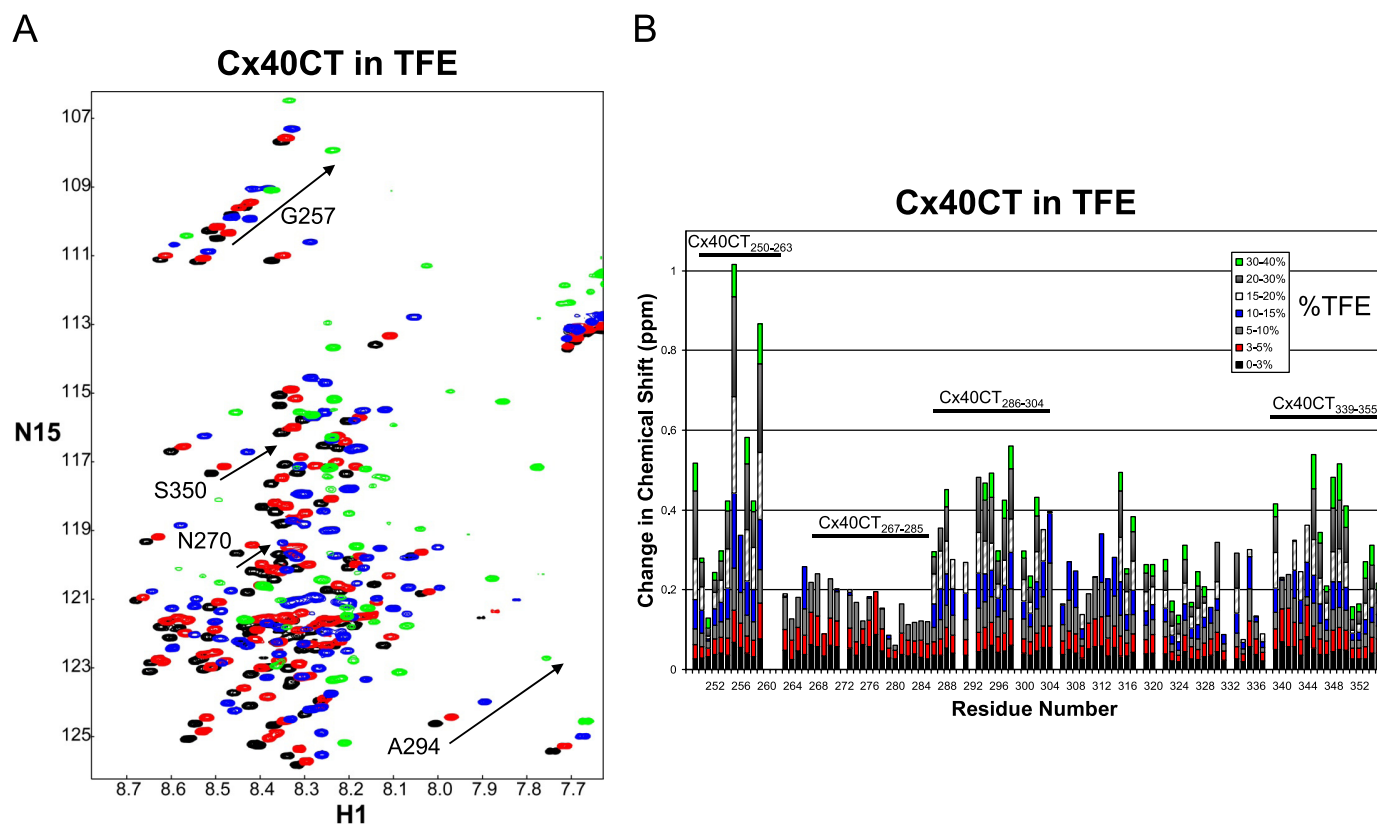 A
Cx40CT in TFE
107
109
111
113
115
117
119
121
123
125
N15
G257
S350
N270
A294
8.7 8.6 8.5 8.4 8.3 8.2 8.1 8.0 7.9 7.8 7.7
H1
B
Cx40CT in TFE
Cx40CT250-263
Cx40CT267-285
Cx40CT286-304
Cx40CT339-355
30-40%
20-30%
15-20%
10-15%
5-10%
3-5%
0-3%
%TFE
Change in Chemical Shift (ppm)
1
0.8
0,6
0,4
0,2
0
252 256 260 264 268 272 276 280 284 288 292 296 300 304 308 312 316 320 324 328 332 336 340 344 348 352
Residue Number